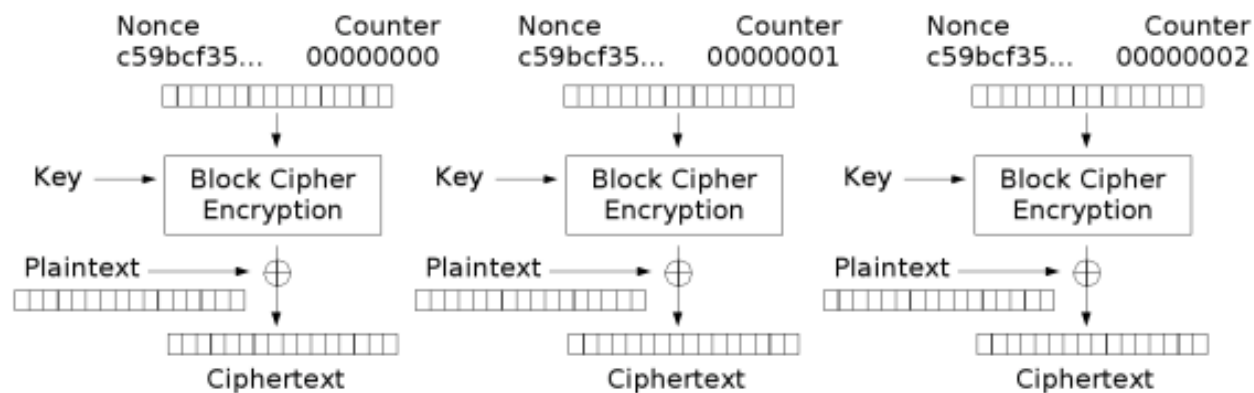 Nonce Counter Nonce Counter Nonce Counter
c59bcf35... 00000000 c59bcf35... 00000001 c59bcf35... 00000002
Key Block Cipher Key Block Cipher Key Block Cipher
Encryption Encryption Encryption
Plaintext Plaintext Plaintext
Ciphertext Ciphertext Ciphertext